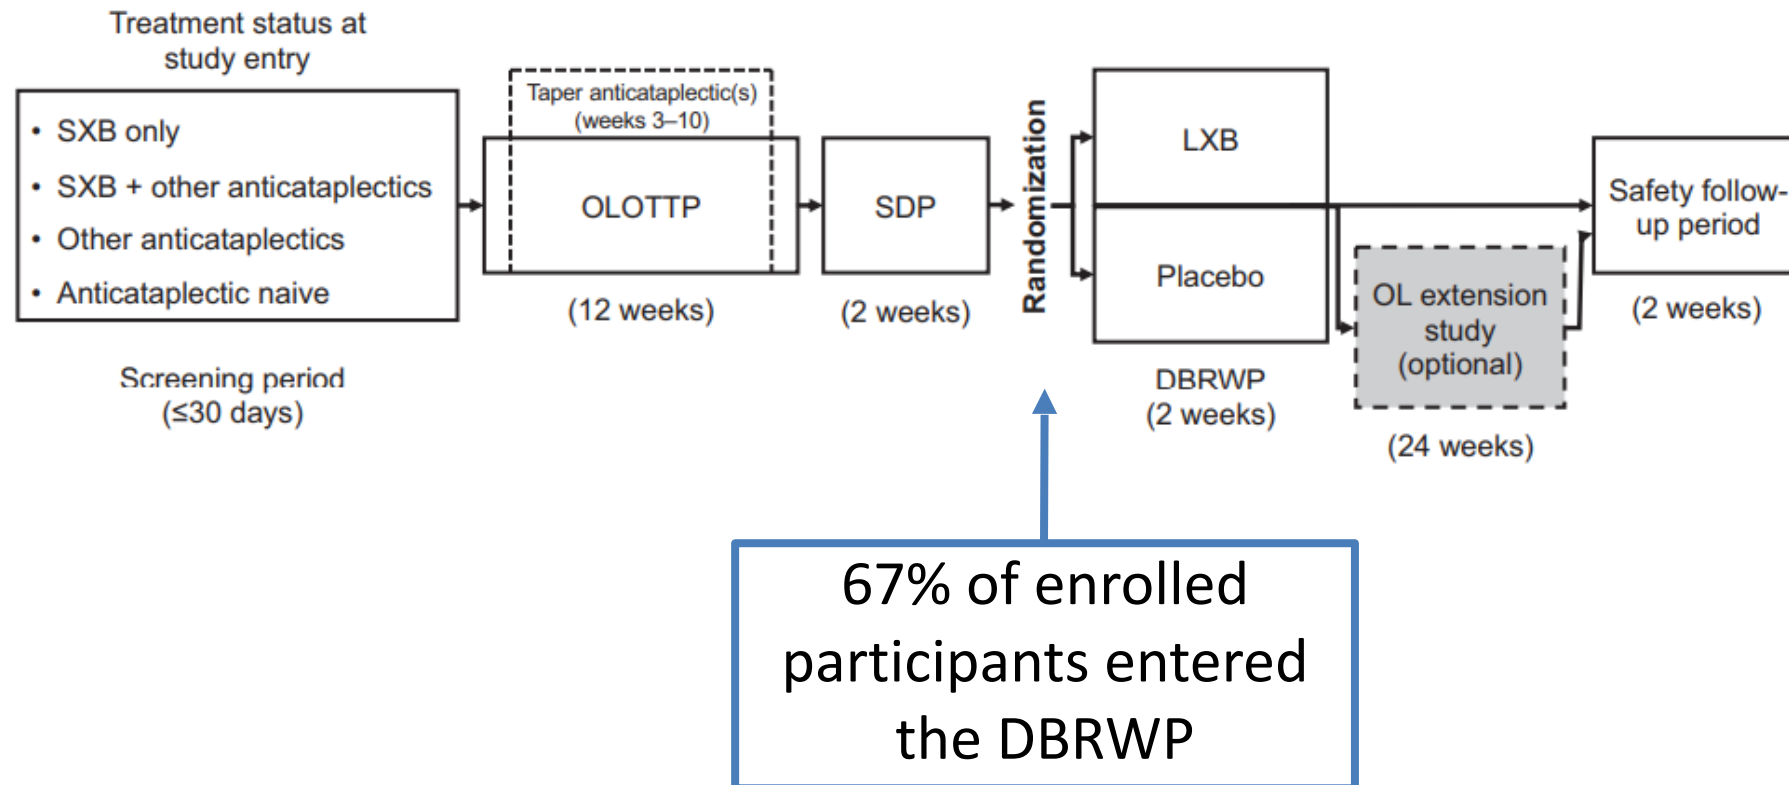 Treatment status at
study entry
• SXB only
• SXB + other anticataplectics
• Other anticataplectics
• Anticataplectic naive
Screening period
(≤30 days)
Taper anticataplectic(s)
(weeks 3–10)
OLOTTP
(12 weeks)
SDP
(2 weeks)
Randomization
LXB
Placebo
DBRWP
(2 weeks)
OL extension
study
(optional)
(24 weeks)
Safety follow-
up period
(2 weeks)
67% of enrolled
participants entered
the DBRWP